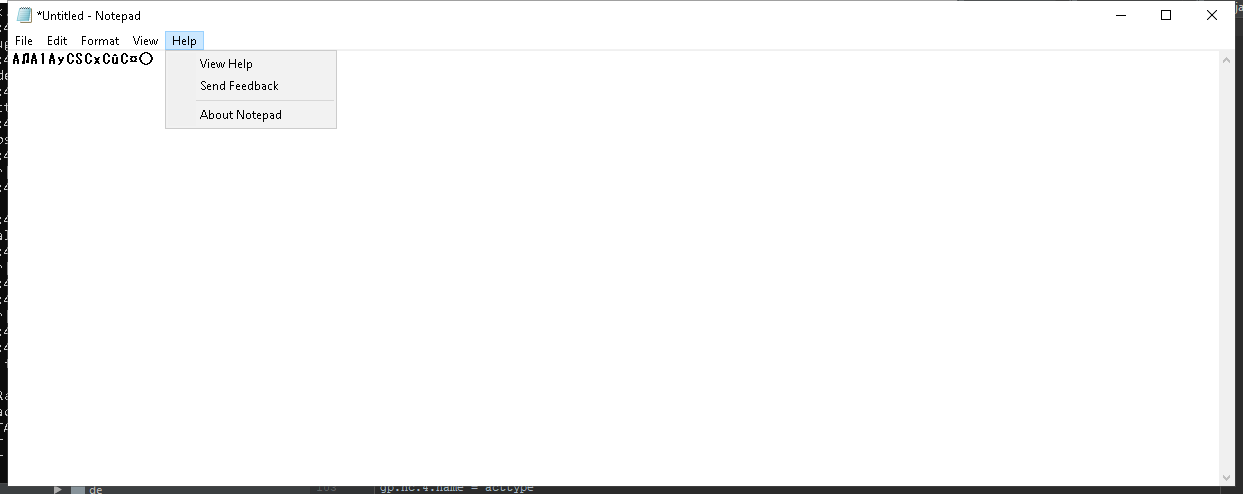 *Untitled - Notepad
File Edit Format View Help
АЛА1АуCSCxCûC¤〇
View Help
Send Feedback
About Notepad
de
gp.nc.4.name = acctype